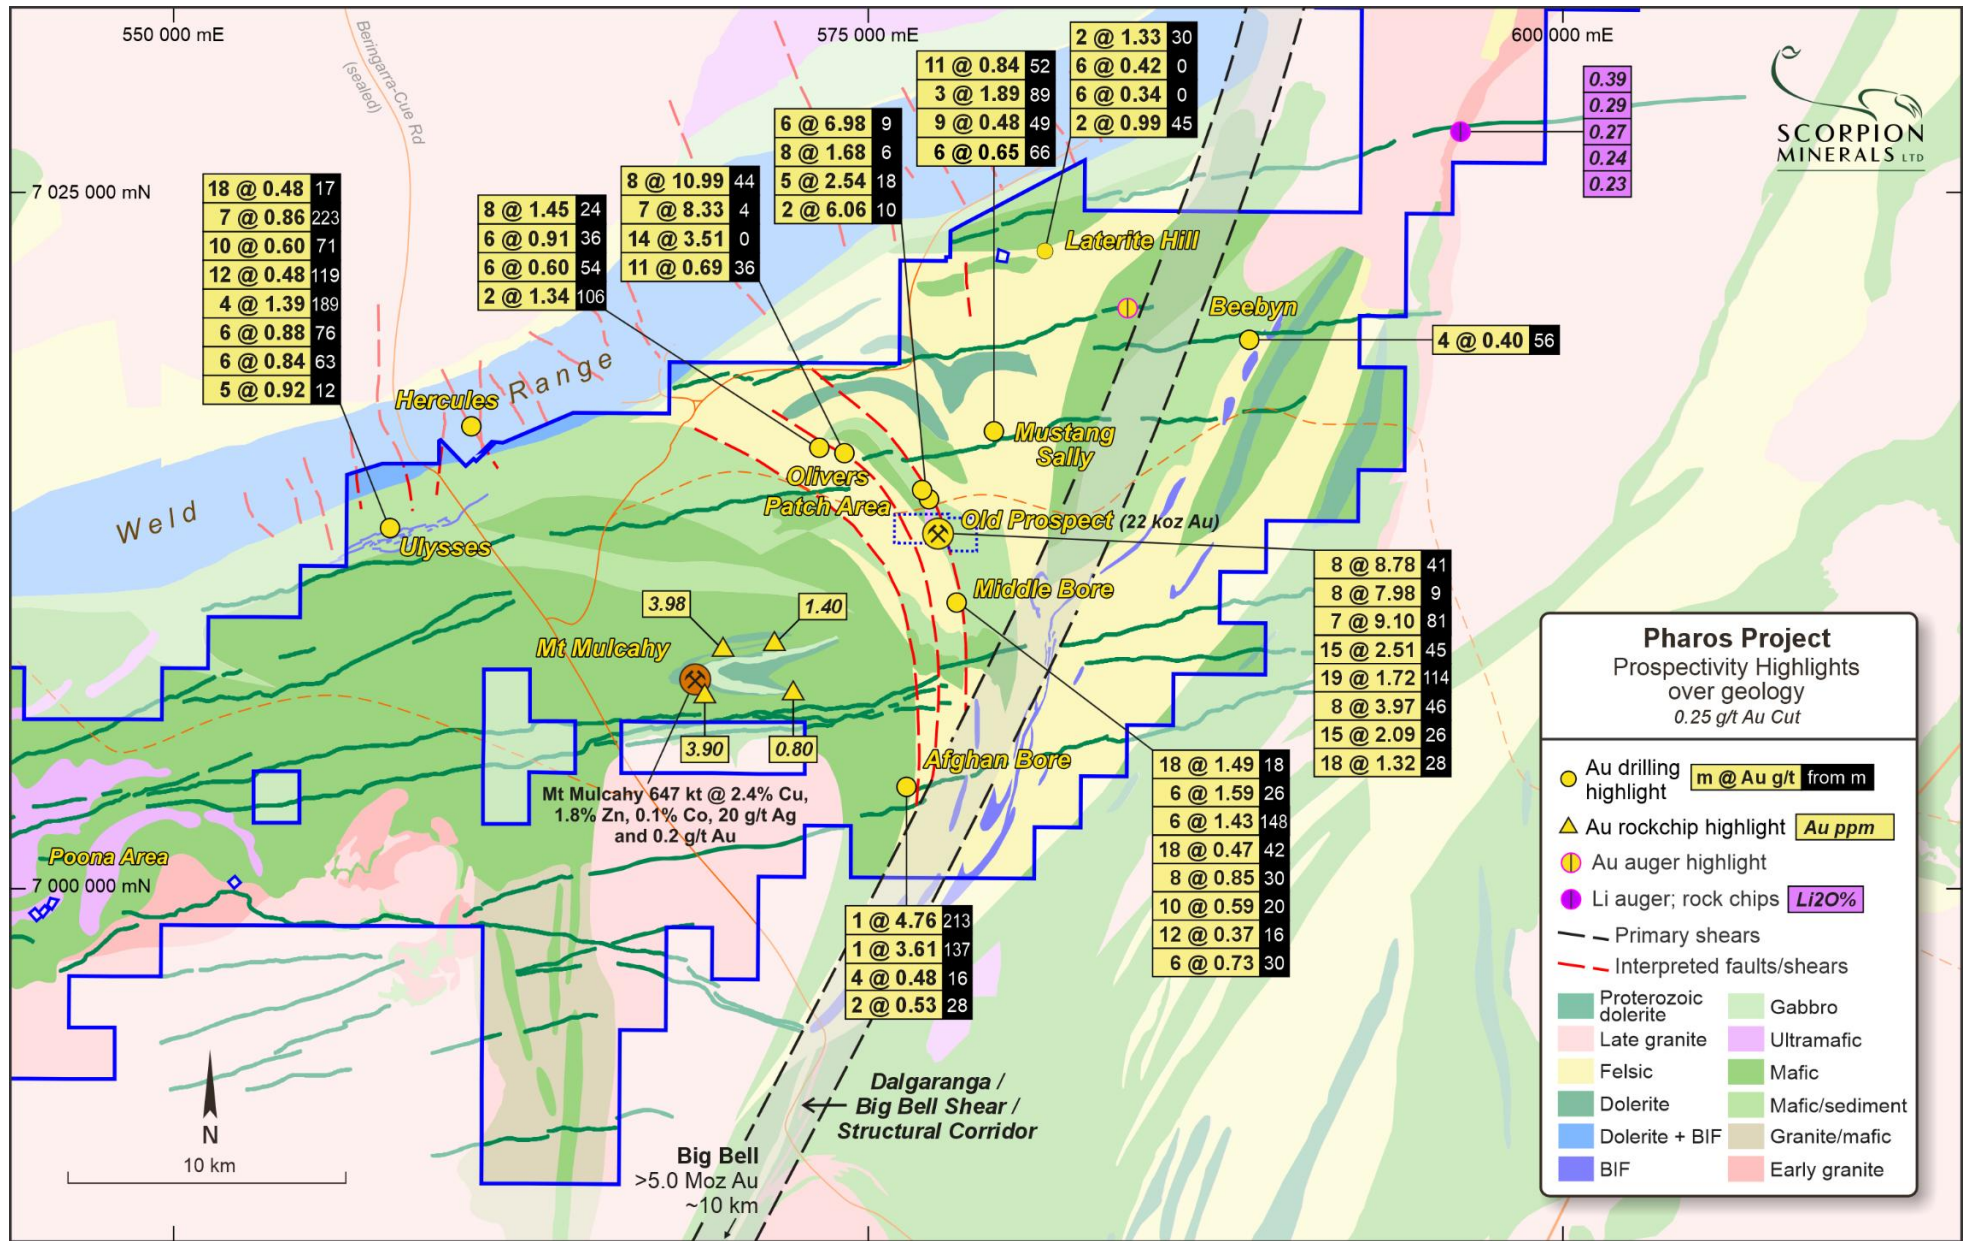 550 000 mE
575 000 mE
600 000 mE
Beringarra-Cue Rd
(sealed)
SCORPION
MINERALS LTD
7 025 000 mN
7 000 000 mN
2 @ 1.33 30
6 @ 0.42 0
6 @ 0.34 0
2 @ 0.99 45
11 @ 0.84 52
3 @ 1.89 89
9 @ 0.48 49
6 @ 0.65 66
0.39
0.29
0.27
0.24
0.23
6 @ 6.98 9
8 @ 1.68 6
5 @ 2.54 18
2 @ 6.06 10
8 @ 10.99 44
7 @ 8.33 4
14 @ 3.51 0
11 @ 0.69 36
18 @ 0.48 17
7 @ 0.86 223
10 @ 0.60 71
12 @ 0.48 119
4 @ 1.39 189
6 @ 0.88 76
6 @ 0.84 63
5 @ 0.92 12
8 @ 1.45 24
6 @ 0.91 36
6 @ 0.60 54
2 @ 1.34 106
Laterite Hill
Beebyn
4 @ 0.40 56
Weld Range
Hercules
Ulysses
Mustang
Sally
Olivers
Patch Area
Old Prospect (22 koz Au)
Middle Bore
8 @ 8.78 41
8 @ 7.98 9
7 @ 9.10 81
15 @ 2.51 45
19 @ 1.72 114
8 @ 3.97 46
15 @ 2.09 26
18 @ 1.32 28
3.98
1.40
Mt Mulcahy
3.90
0.80
Mt Mulcahy 647 kt @ 2.4% Cu,
1.8% Zn, 0.1% Co, 20 g/t Ag
and 0.2 g/t Au
Afghan Bore
18 @ 1.49 18
6 @ 1.59 26
6 @ 1.43 148
18 @ 0.47 42
8 @ 0.85 30
10 @ 0.59 20
12 @ 0.37 16
6 @ 0.73 30
Poona Area
1 @ 4.76 213
1 @ 3.61 137
4 @ 0.48 16
2 @ 0.53 28
Dalgaranga /
Big Bell Shear /
Structural Corridor
Big Bell
>5.0 Moz Au
~10 km
N
10 km
Pharos Project
Prospectivity Highlights
over geology
0.25 g/t Au Cut
Au drilling
highlight
m @ Au g/t from m
Au rockchip highlight Au ppm
Au auger highlight
Li auger; rock chips Li2O%
Primary shears
Interpreted faults/shears
Proterozoic
dolerite
Late granite
Felsic
Dolerite
Dolerite + BIF
BIF
Gabbro
Ultramafic
Mafic
Mafic/sediment
Granite/mafic
Early granite